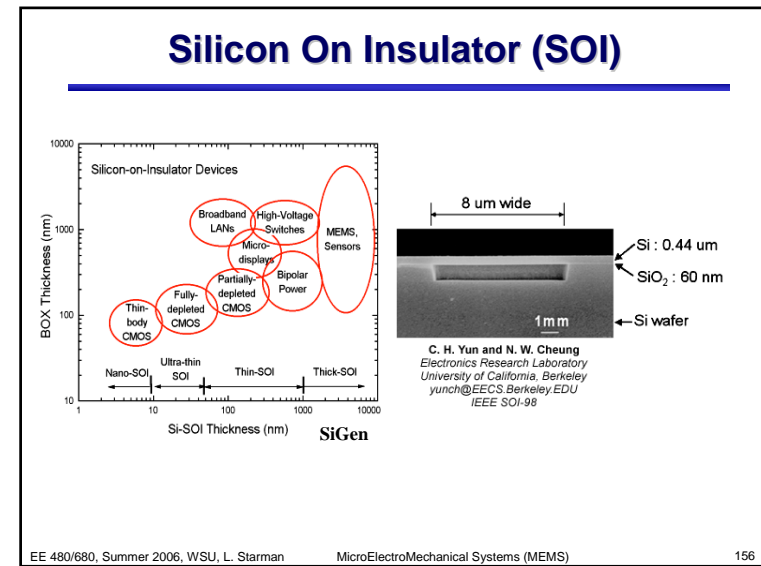 Silicon On Insulator (SOI)
10000
1000
100
10
BOX Thickness (nm)
Silicon-on-Insulator Devices
Broadband
LANs
High-Voltage
Switches
MEMS,
Sensors
Micro-
displays
Partially-
depleted
CMOS
Bipolar
Power
Fully-
depleted
CMOS
Thin-
body
CMOS
Nano-SOI
Ultra-thin
SOI
Thin-SOI
Thick-SOI
1
10
100
1000
10000
Si-SOI Thickness (nm)
SiGen
8 um wide
Si : 0.44 um
SiO₂ : 60 nm
Si wafer
1mm
C. H. Yun and N. W. Cheung
Electronics Research Laboratory
University of California, Berkeley
yunch@EECS.Berkeley.EDU
IEEE SOI-98
EE 480/680, Summer 2006, WSU, L. Starman
MicroElectroMechanical Systems (MEMS)
156